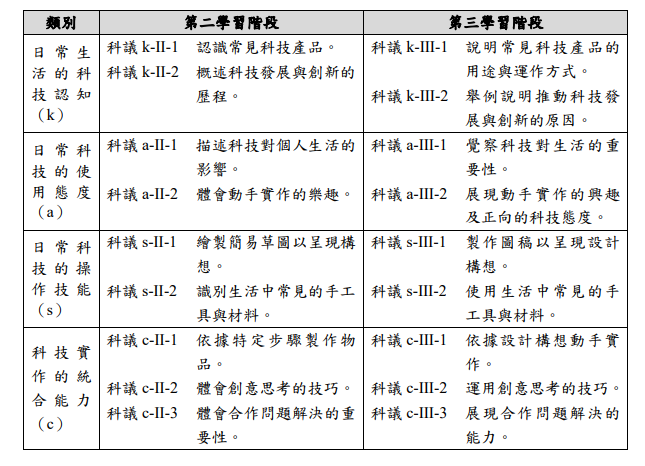 類別 第二學習階段 第三學習階段
日常生
活的科
技認知
（k）
科議 k-II-1 認識常見科技產品。
科議 k-II-2 概述科技發展與創新的
歷程。
科議 k-III-1 說明常見科技產品的
用途與運作方式。
科議 k-III-2 舉例說明推動科技發
展與創新的原因。
日常科
技的使
用態度
（a）
科議 a-II-1 描述科技對個人生活的
影響。
科議 a-II-2 體會動手實作的樂趣。
科議 a-III-1 覺察科技對生活的重
要性。
科議 a-III-2 展現動手實作的興趣
及正向的科技態度。
日常科
技的操
作技能
（s）
科議 s-II-1 繪製簡易草圖以呈現構
想。
科議 s-II-2 識別生活中常見的手工
具與材料。
科議 s-III-1 製作圖稿以呈現設計
構想。
科議 s-III-2 使用生活中常見的手
工具與材料。
科技實
作的統
合能力
（c）
科議 c-II-1 依據特定步驟製作物
品。
科議 c-II-2 體會創意思考的技巧。
科議 c-II-3 體會合作問題解決的重
要性。
科議 c-III-1 依據設計構想動手實
作。
科議 c-III-2 運用創意思考的技巧。
科議 c-III-3 展現合作問題解決的
能力。